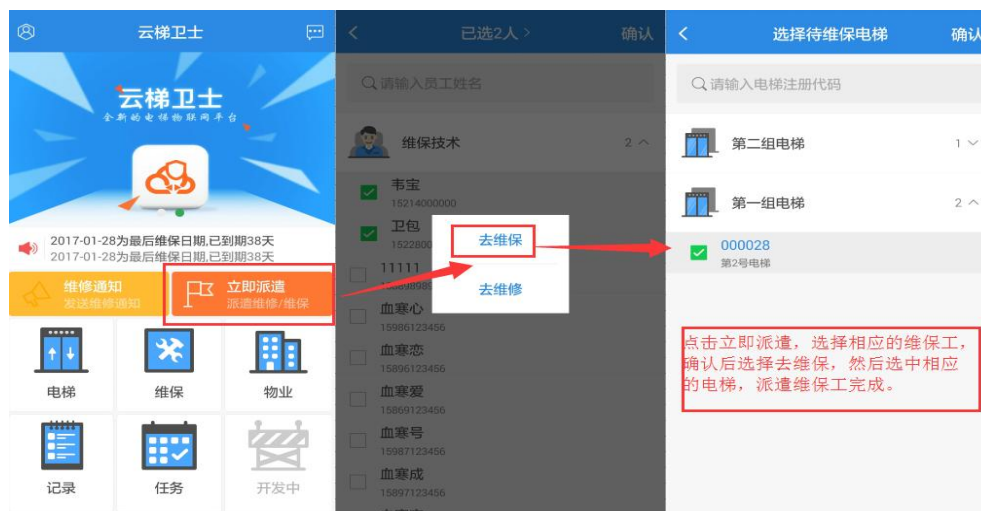 云梯卫士
云梯卫士
全新的电梯物联网平台
2017-01-28为最后维保日期,已到期38天
2017-01-28为最后维保日期,已到期38天
维修通知
发送维修通知
立即派遣
派遣维修/维保
电梯
维保
物业
记录
任务
开发中
已选2人
确认
请输入员工姓名
维保技术
2
韦宝
15214000000
卫包
152280
11111
血寒心
15986123456
血寒恋
15896123456
血寒爱
15869123456
血寒号
15987123456
血寒成
15897123456
去维保
去维修
选择待维保电梯
确认
请输入电梯注册代码
第二组电梯
1
第一组电梯
2
000028
第2号电梯
点击立即派遣，选择相应的维保工，
确认后选择去维保，然后选中相应
的电梯，派遣维保工完成。